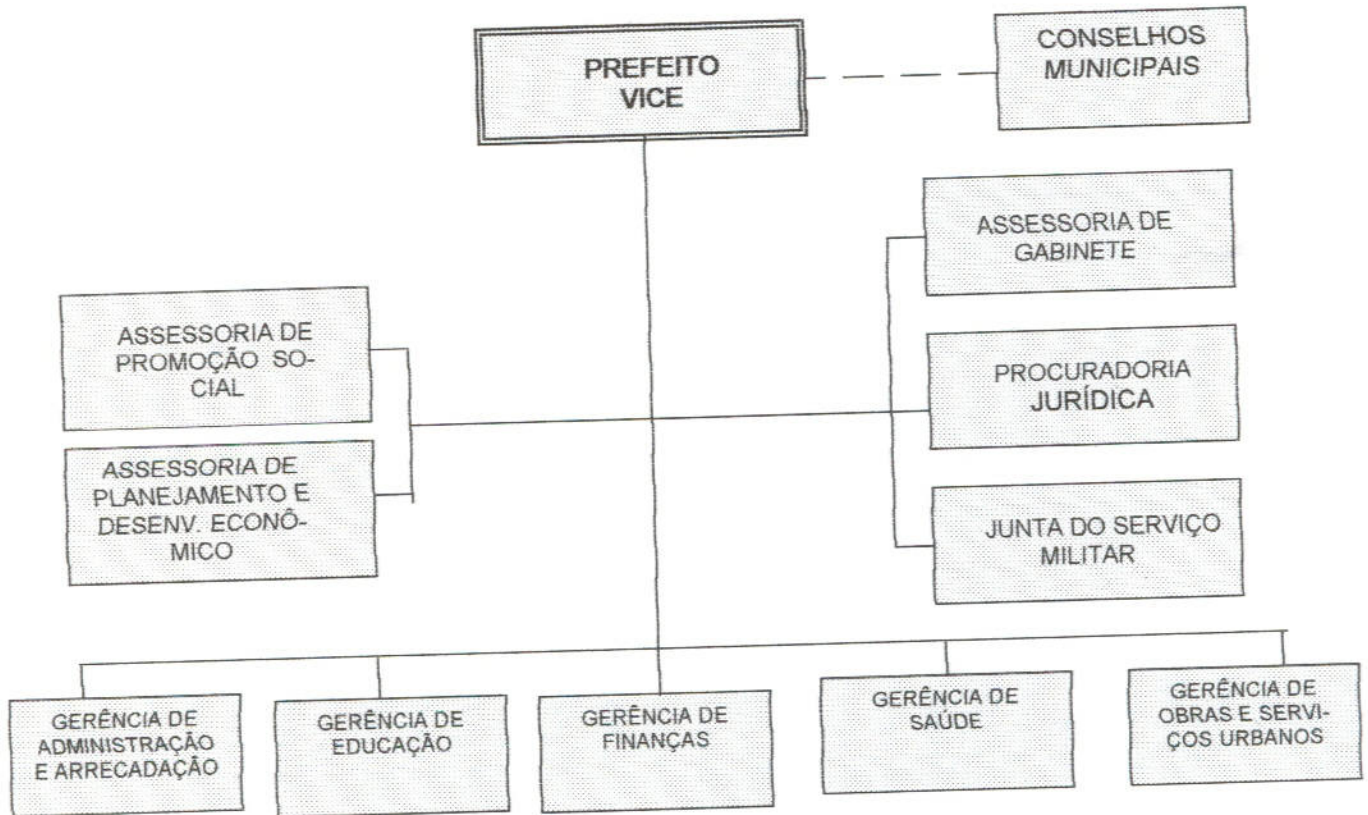 PREFEITO
VICE
CONSELHOS
MUNICIPAIS
ASSESSORIA DE
GABINETE
ASSESSORIA DE
PROMOÇÃO SO-
CIAL
PROCURADORIA
JURÍDICA
ASSESSORIA DE
PLANEJAMENTO E
DESENV. ECONÔ-
MICO
JUNTA DO SERVIÇO
MILITAR
GERÊNCIA DE
ADMINISTRAÇÃO
E ARRECADAÇÃO
GERÊNCIA DE
EDUCAÇÃO
GERÊNCIA DE
FINANÇAS
GERÊNCIA DE
SAÚDE
GERÊNCIA DE
OBRAS E SERVI-
ÇOS URBANOS